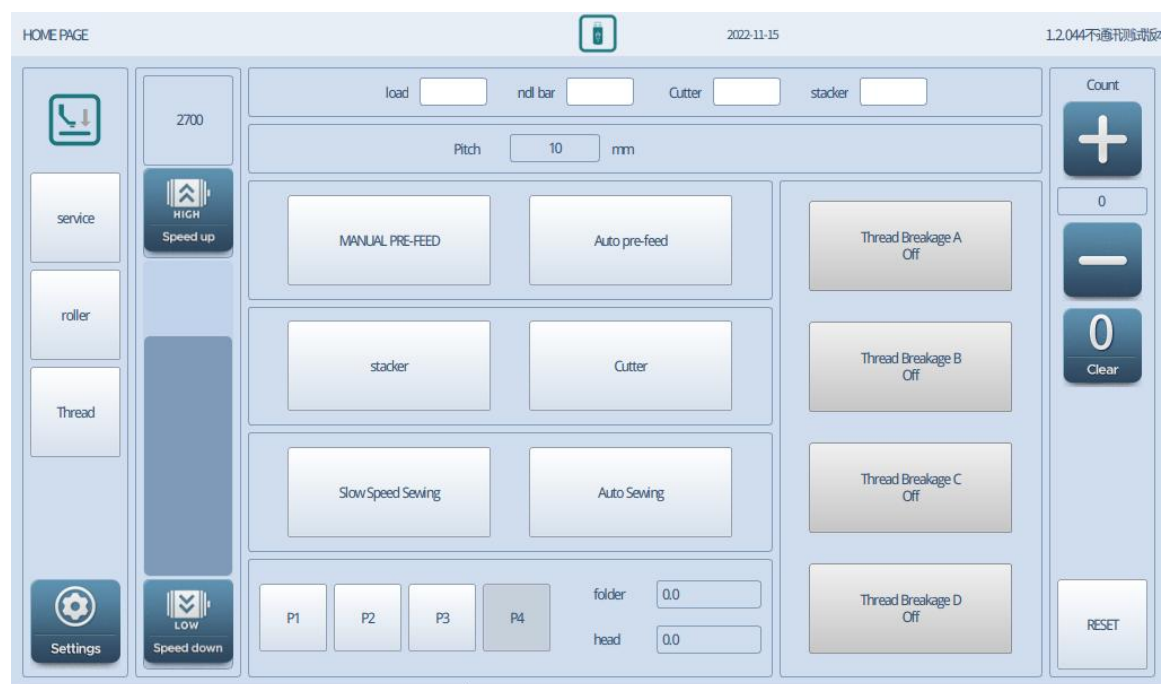 HOME PAGE
2022-11-15
1.2.044不通用测试版本
load ndl bar Cutter stacker
Count
2700
Pitch 10 mm
HIGH
Speed up
service
MANUAL PRE-FEED Auto pre-feed
Thread Breakage A
Off
0
roller
stacker Cutter
Thread Breakage B
Off
0
Clear
Thread
Slow Speed Sewing Auto Sewing
Thread Breakage C
Off
Settings
LOW
Speed down
P1 P2 P3 P4
folder 0.0
head 0.0
Thread Breakage D
Off
RESET